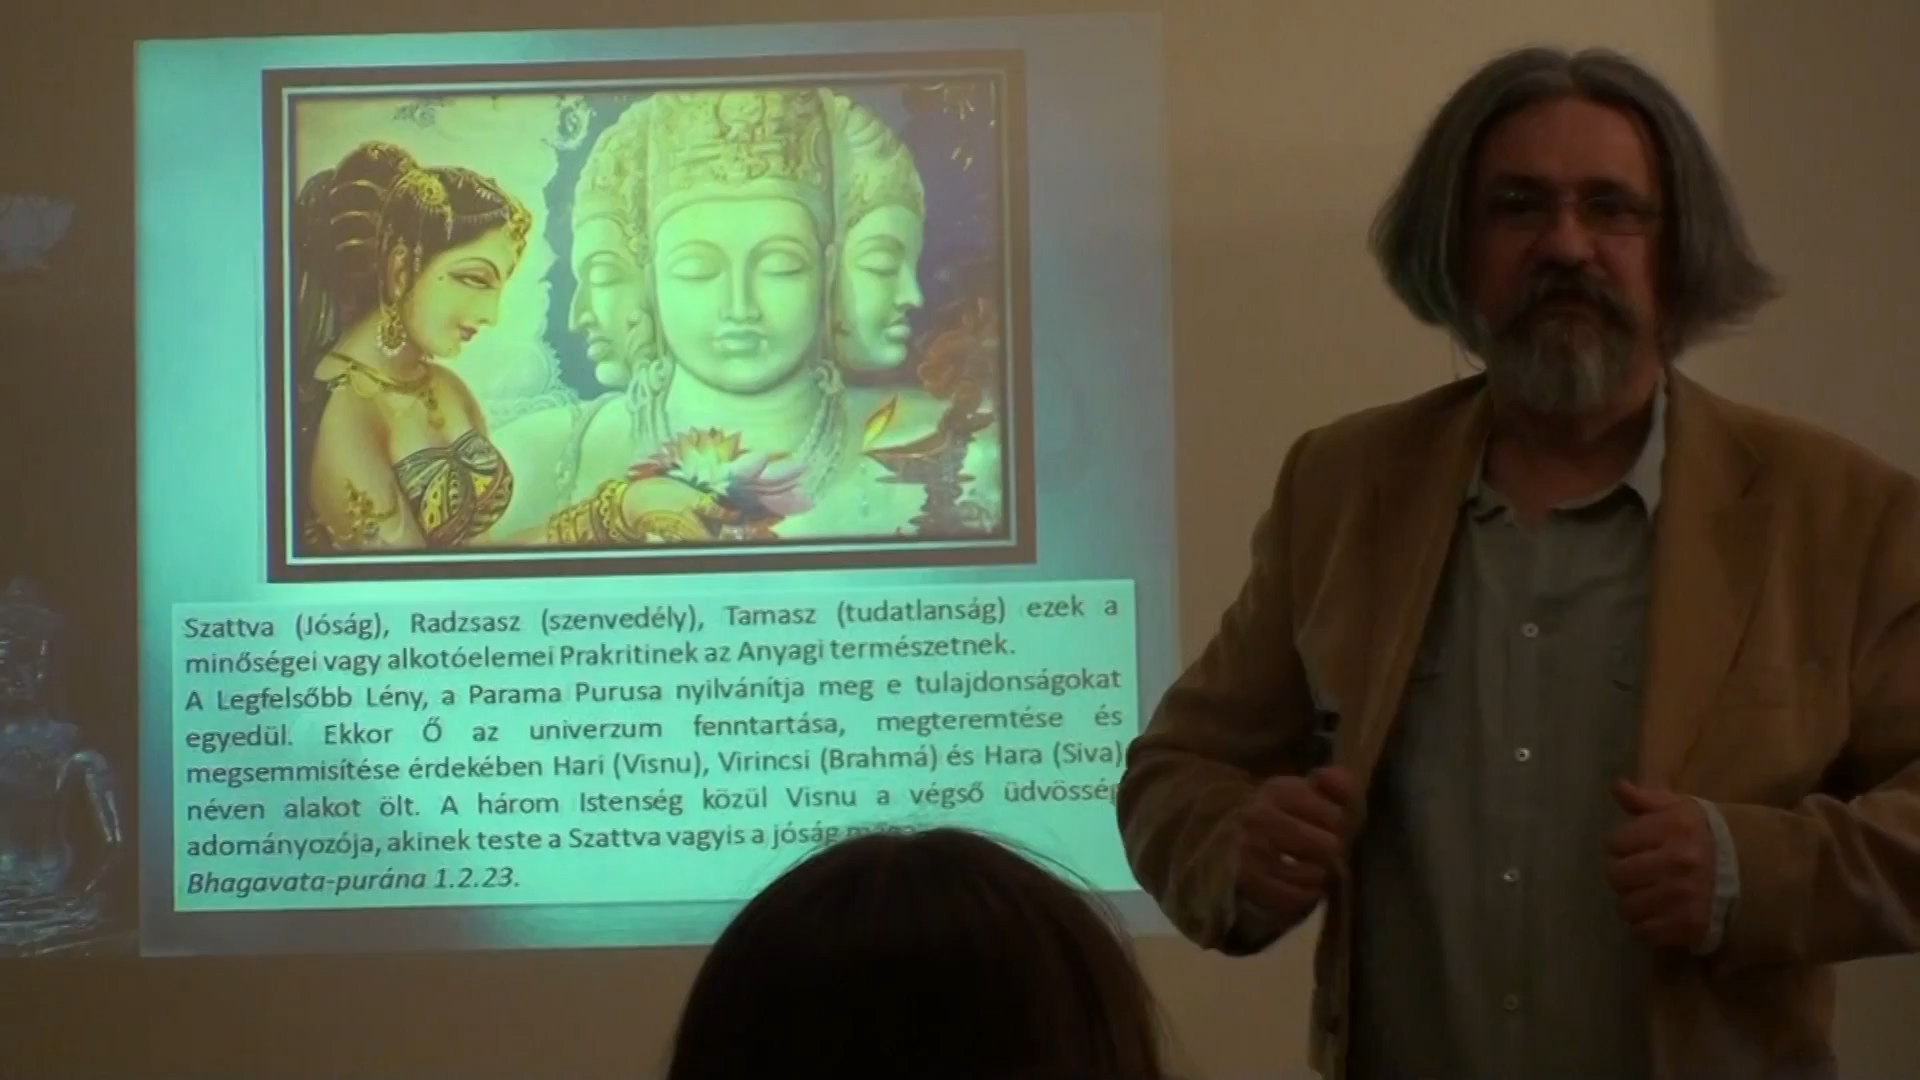 Szattva (Jóság), Radzsasz (szenvedély), Tamasz (tudatlanság) ezek a
minőségei vagy alkotóelemei Prakritinek az Anyagi természetnek.
A Legfelsőbb Lény, a Parama Purusa nyilvánítja meg e tulajdonságokat
egyedül. Ekkor Ő az univerzum fenntartása, megteremtése és
megsemmisítése érdekében Hari (Visnu), Virincsi (Brahmá) és Hara (Siva)
néven alakot ölt. A három Istenség közül Visnu a végső üdvösség
adományozója, akinek teste a Szattva vagyis a jóság
Bhagavata-purána 1.2.23.